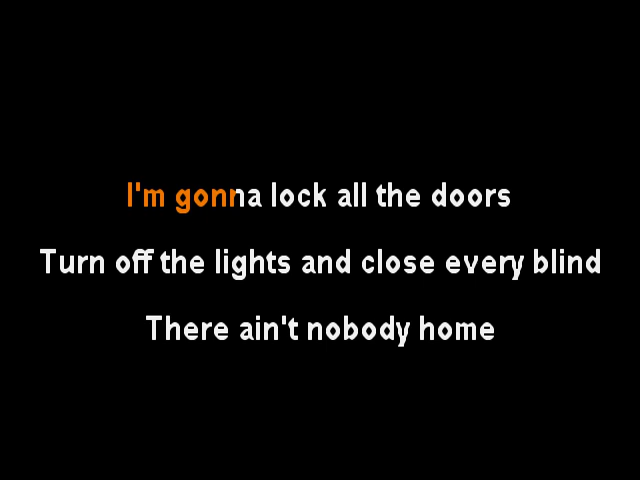 I'm gonna lock all the doors
Turn off the lights and close every blind
There ain't nobody home